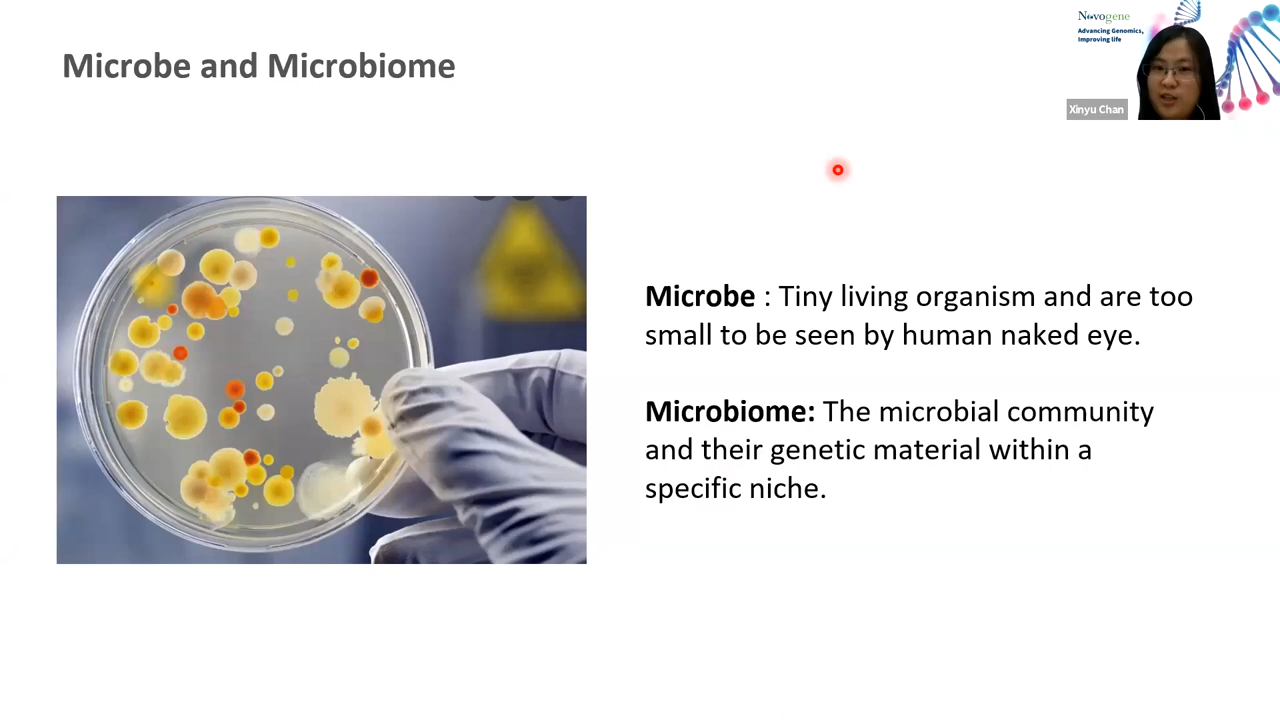 Microbe and Microbiome
Novogene
Advancing Genomics,
Improving life
Xinyu Chan
Microbe : Tiny living organism and are too
small to be seen by human naked eye.
Microbiome: The microbial community
and their genetic material within a
specific niche.